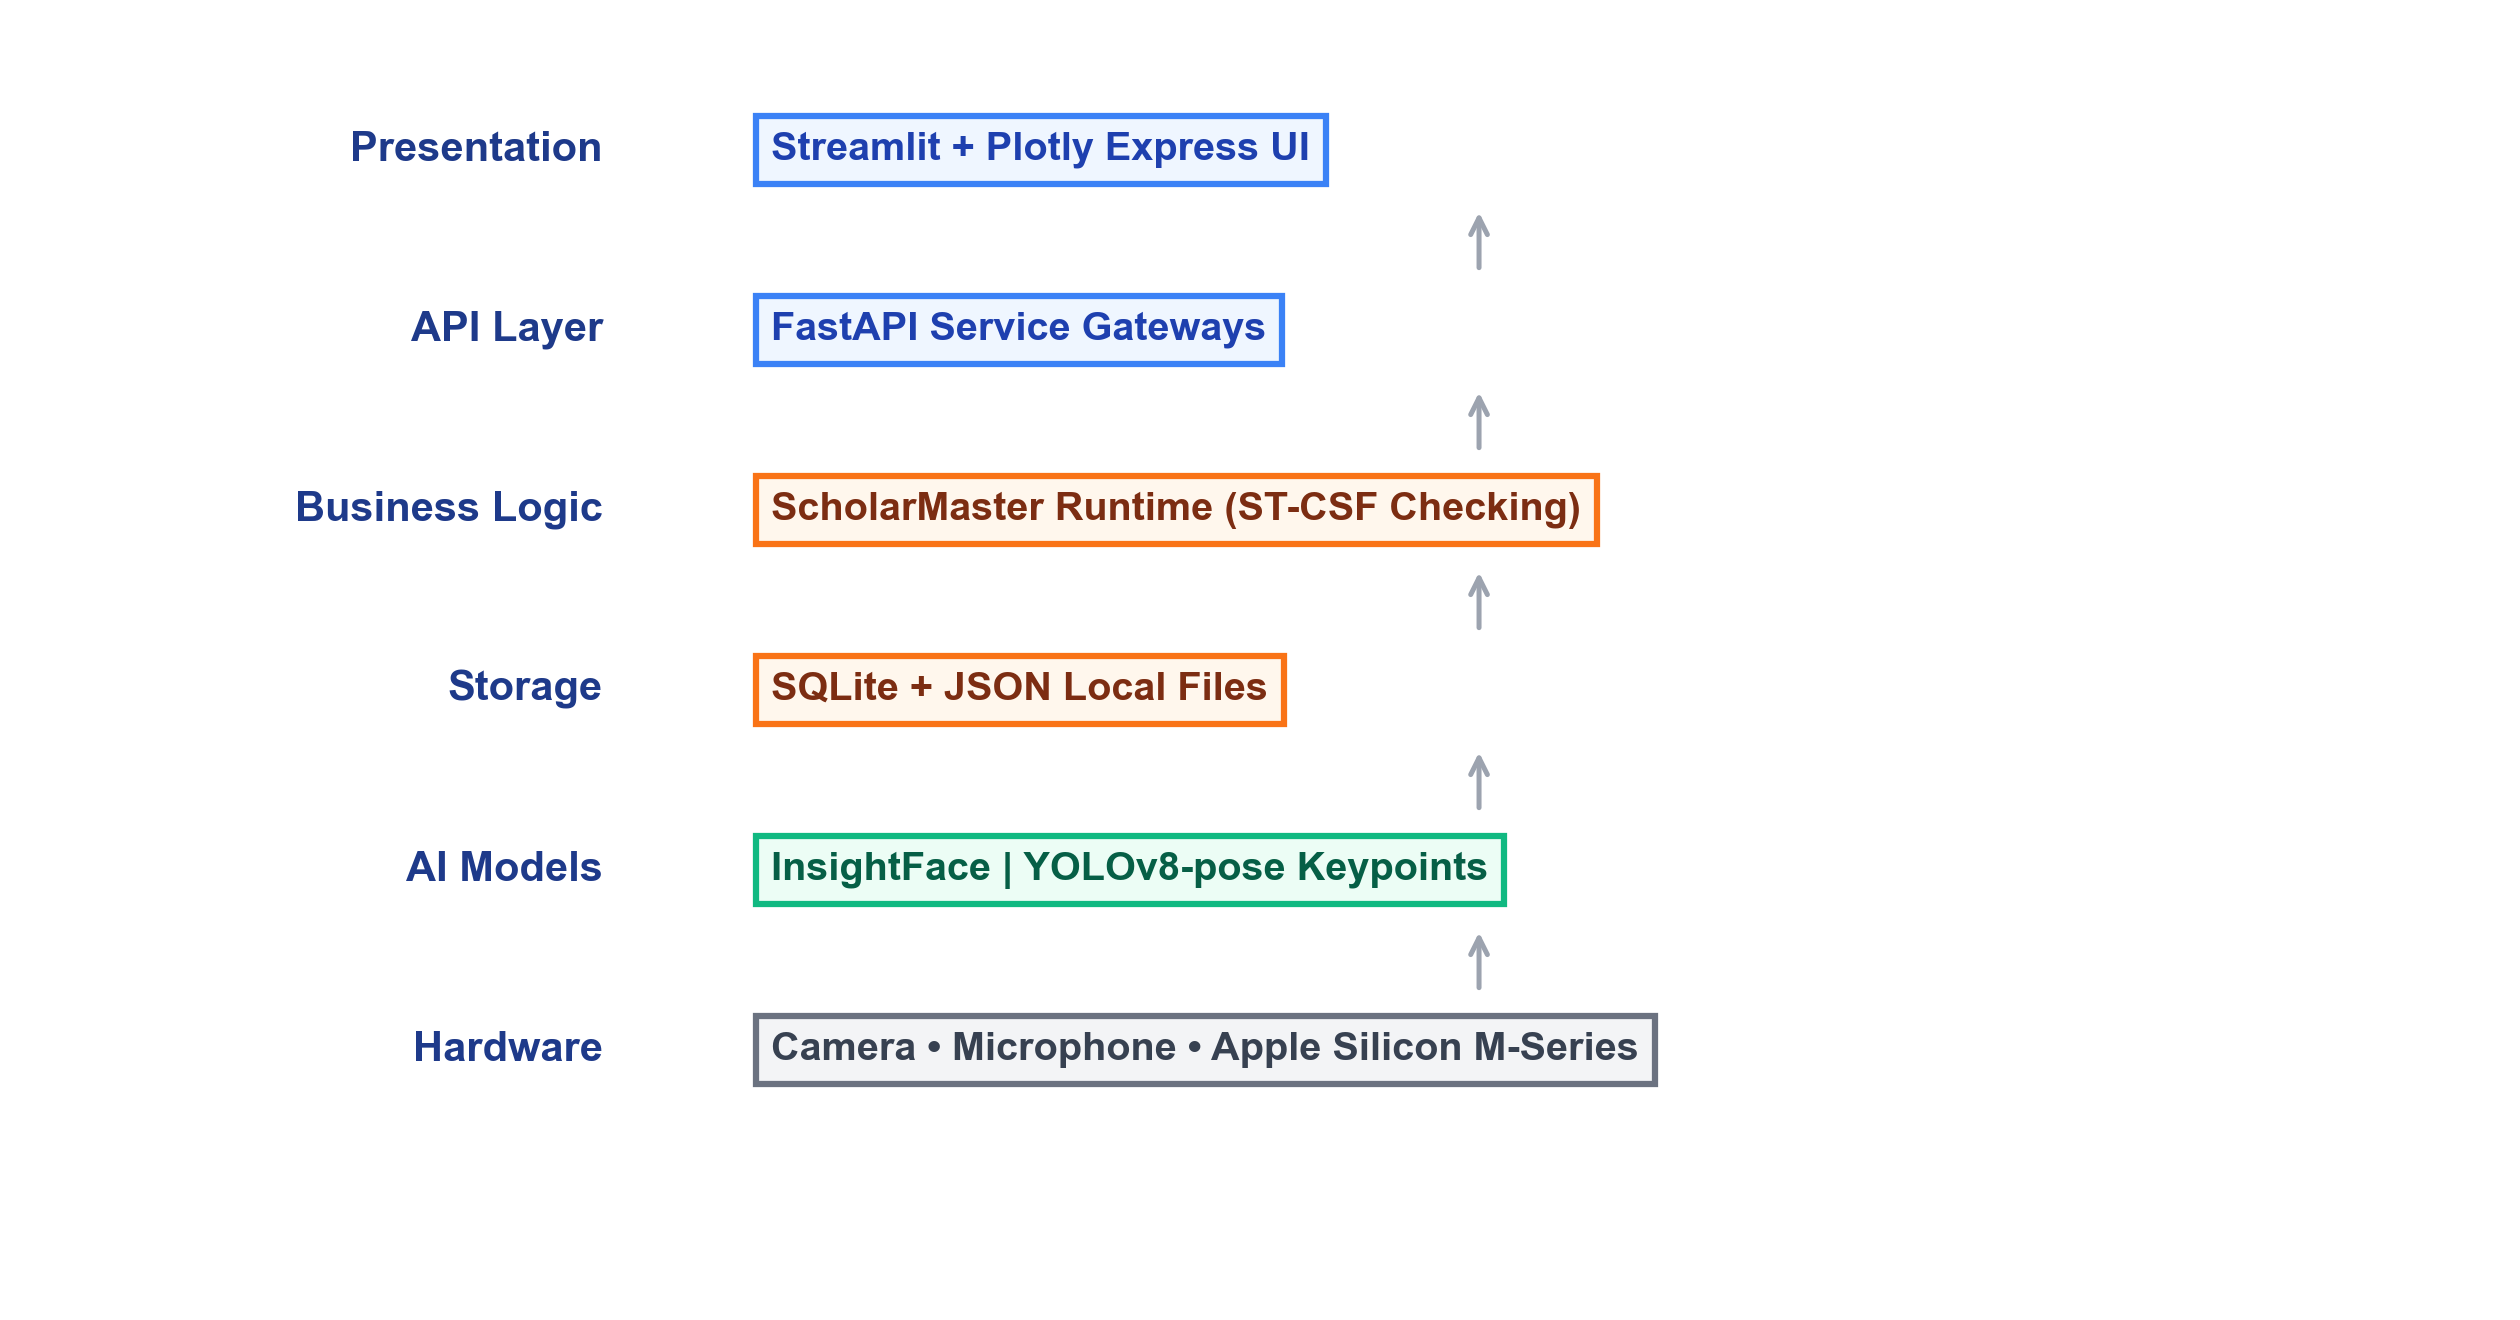 Presentation
Streamlit + Plotly Express UI
API Layer
FastAPI Service Gateways
Business Logic
ScholarMaster Runtime (ST-CSF Checking)
Storage
SQLite + JSON Local Files
AI Models
InsightFace | YOLOv8-pose Keypoints
Hardware
Camera • Microphone • Apple Silicon M-Series